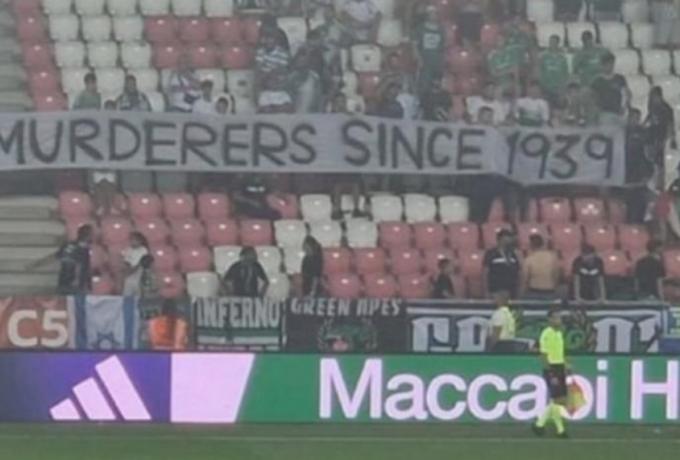 MURDERERS SINCE 1939
C5
INFERNO
GREEN APES
Maccabi H